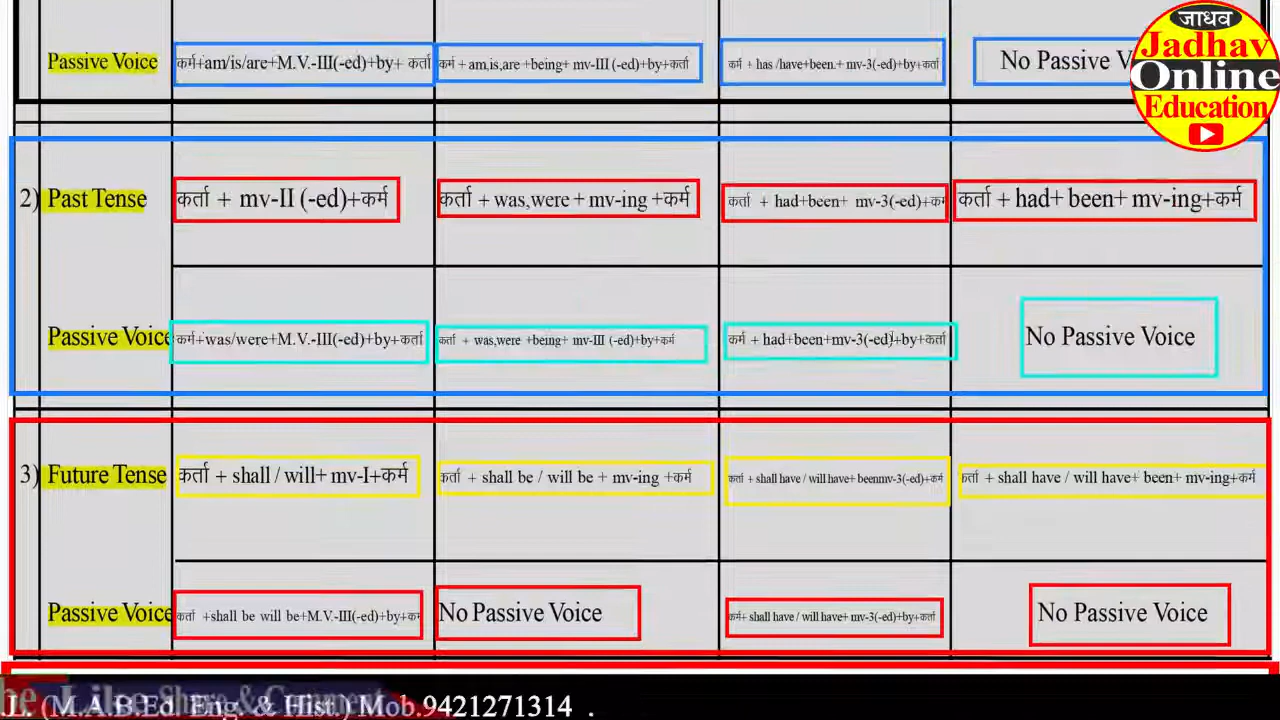 Passive Voice कर्म+am/is/are+M.V.-III(-ed)+by+ कर्ता कर्म + am,is,are +being+ mv-III (-ed)+by+कर्ता कर्म + has /have+been.+ mv-3(-ed)+by+कर्ता No Passive V
जाधव
Jadhav
Online
Education
2) Past Tense कर्ता + mv-II (-ed)+कर्म कर्ता + was,were + mv-ing +कर्म कर्ता + had+been+ mv-3(-ed)+कर्म कर्ता + had+ been+ mv-ing+कर्म
Passive Voice कर्म+was/were+M.V.-III(-ed)+by+कर्ता कर्ता + was,were +being+ mv-III (-ed)+by+कर्म कर्म + had+been+mv-3(-ed)+by+कर्ता No Passive Voice
3) Future Tense कर्ता + shall / will+ mv-I+कर्म कर्ता + shall be / will be + mv-ing +कर्म कर्ता + shall have / will have+ beenmv-3(-ed)+कर्म कर्ता + shall have / will have+ been+ mv-ing+कर्म
Passive Voice कर्ता +shall be will be+M.V.-III(-ed)+by+कर्म No Passive Voice कर्म+ shall have / will have+ mv-3(-ed)+by+कर्ता No Passive Voice
Share & Comment
(M.A.B.Ed. Eng. & Hist.) Mob.9421271314 .